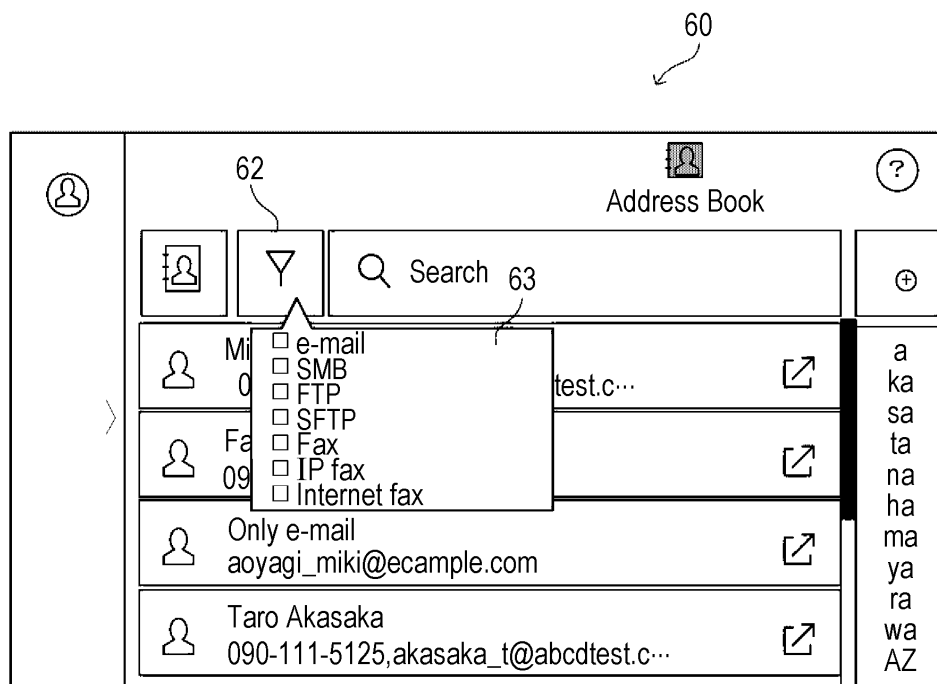 60
62
Address Book
?
Search
63
e-mail
SMB
FTP
SFTP
Fax
IP fax
Internet fax
Mi
0
test.c···
Fa
09
Only e-mail
aoyagi_miki@ecample.com
Taro Akasaka
090-111-5125,akasaka_t@abcdtest.c···
a
ka
sa
ta
na
ha
ma
ya
ra
wa
AZ